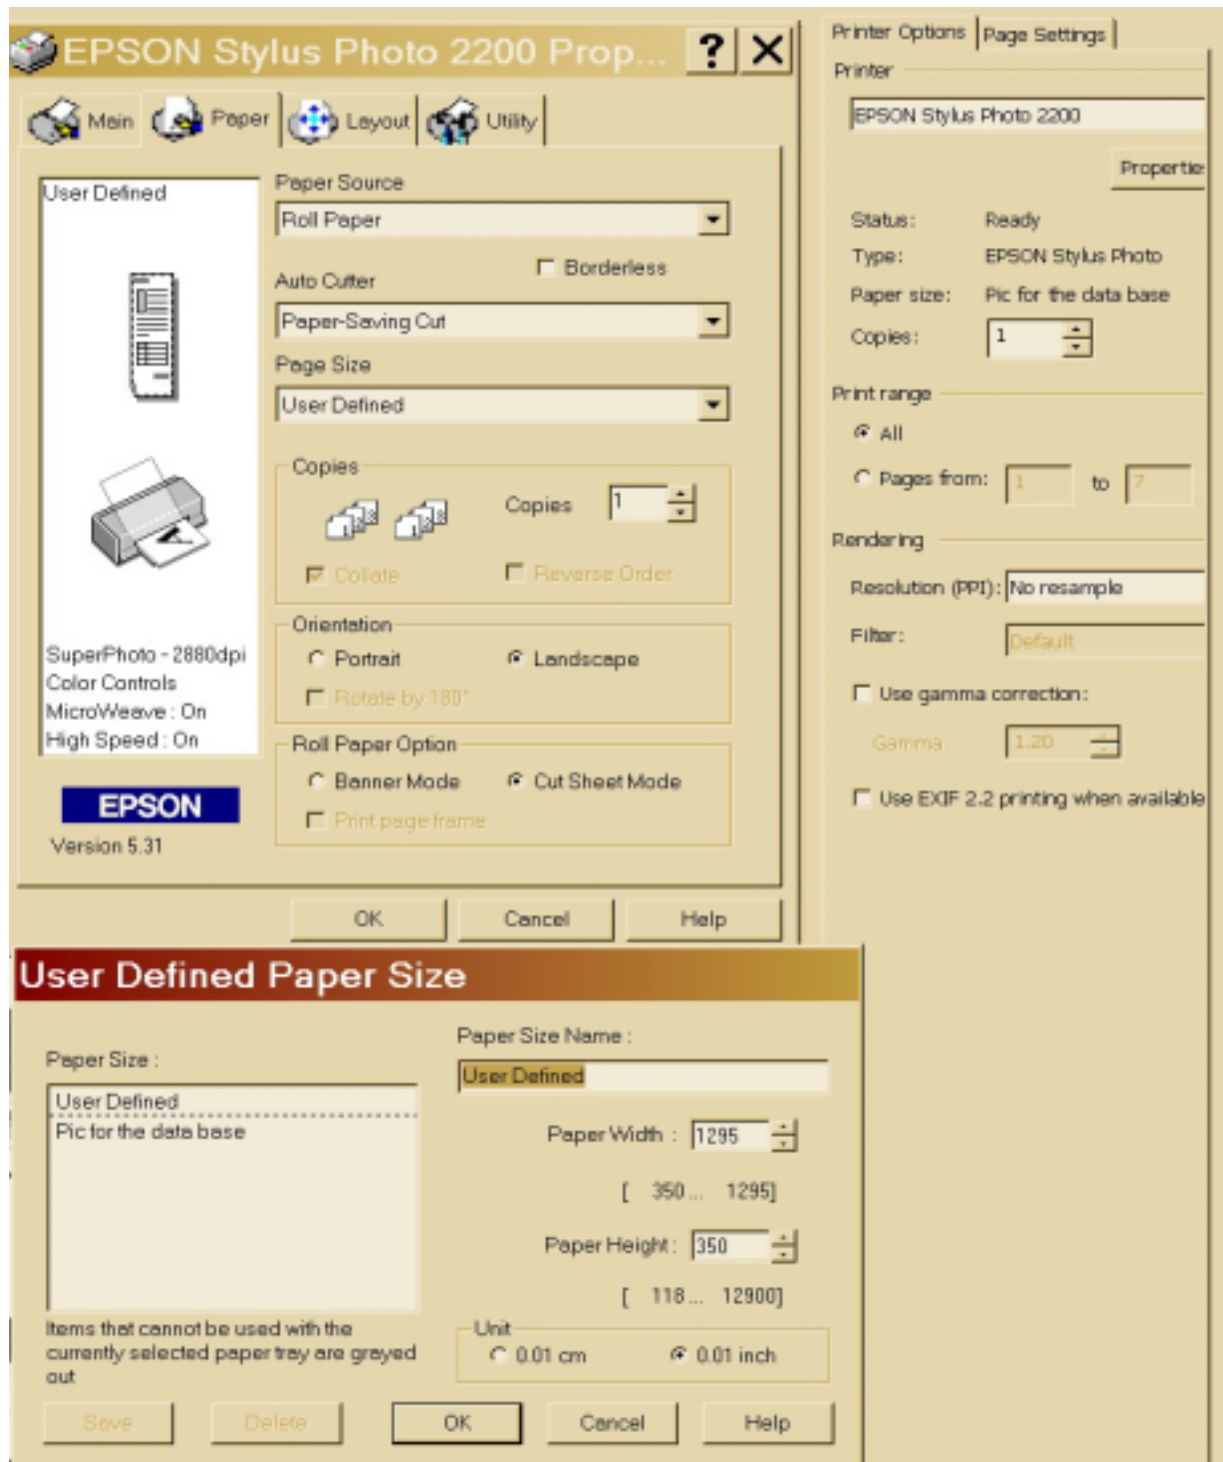 EPSON Stylus Photo 2200 Prop...
Main
Paper
Layout
Utility
User Defined
Paper Source
Roll Paper
Borderless
Auto Cutter
Paper-Saving Cut
Page Size
User Defined
Copies
Copies 1
Collate
Reverse Order
Orientation
Portrait
Landscape
Rotate by 180°
Roll Paper Option
Banner Mode
Cut Sheet Mode
Print page frame
SuperPhoto - 2880dpi
Color Controls
MicroWeave : On
High Speed : On
EPSON
Version 5.31
OK
Cancel
Help
Printer Options
Page Settings
Printer
EPSON Stylus Photo 2200
Propertie
Status: Ready
Type: EPSON Stylus Photo
Paper size: Pic for the data base
Copies: 1
Print range
All
Pages from: 1 to 7
Rendering
Resolution (PPI): No resample
Filter: Default
Use gamma correction:
Gamma 1.20
Use EXIF 2.2 printing when available
User Defined Paper Size
Paper Size :
User Defined
Pic for the data base
Items that cannot be used with the
currently selected paper tray are grayed
out
Paper Size Name :
User Defined
Paper Width : 1295
[ 350... 1295]
Paper Height : 350
[ 118... 12900]
Unit
0.01 cm
0.01 inch
Save
Delete
OK
Cancel
Help